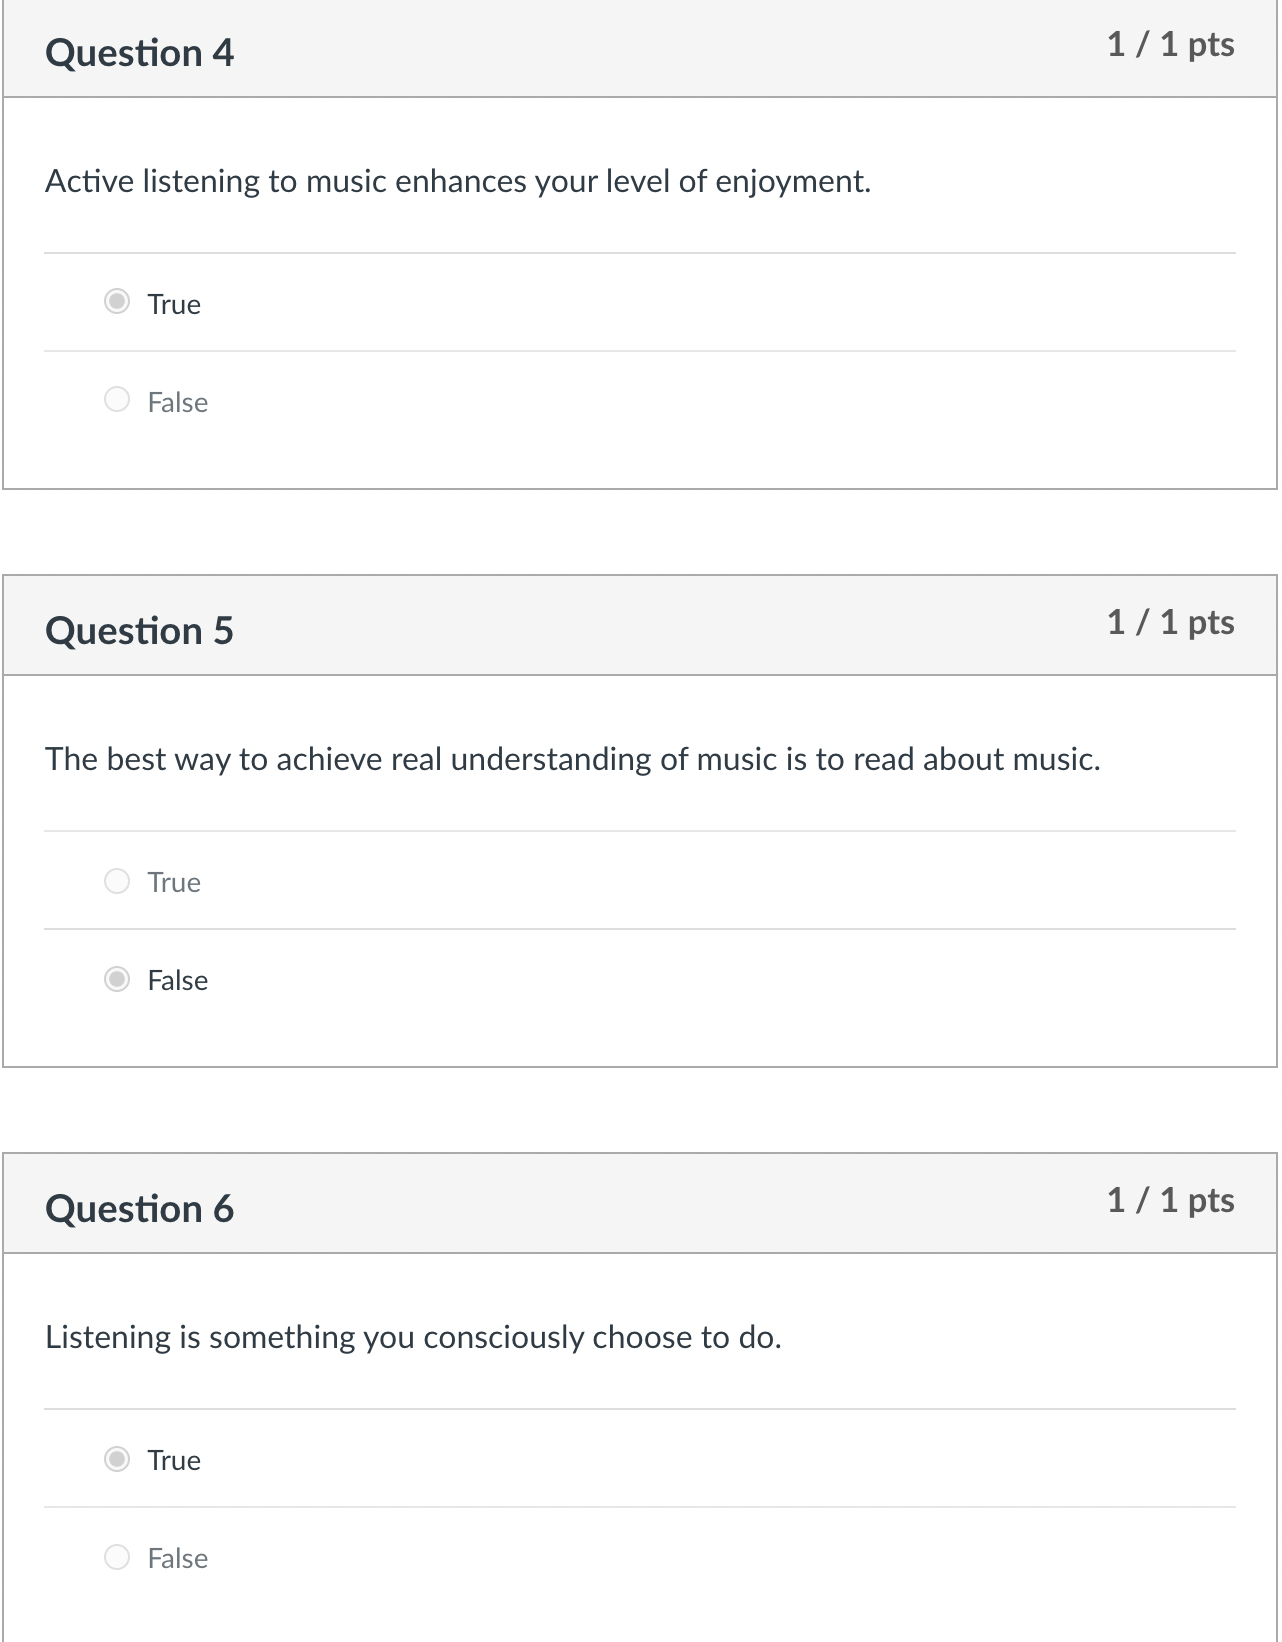 Question 4
1 / 1 pts
Active listening to music enhances your level of enjoyment.
True
False
Question 5
1 / 1 pts
The best way to achieve real understanding of music is to read about music.
True
False
Question 6
1 / 1 pts
Listening is something you consciously choose to do.
True
False